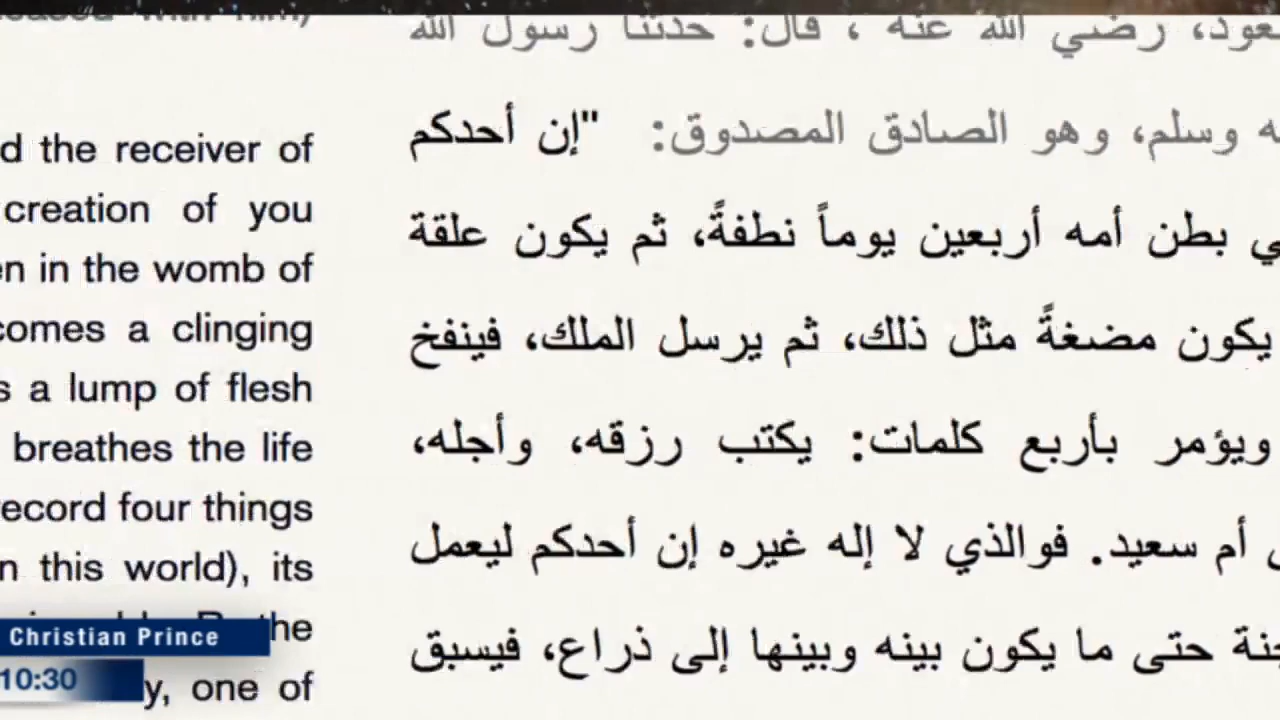 d the receiver of
creation of you
en in the womb of
comes a clinging
s a lump of flesh
breathes the life
record four things
n this world), its
the
y, one of
عود، رضي الله عنه ، قال: حدثنا رسول الله
ه وسلم، وهو الصادق المصدوق: "إن أحدكم
ي بطن أمه أربعين يوماً نطفةً، ثم يكون علقة
يكون مضغةً مثل ذلك، ثم يرسل الملك، فينفخ
ويؤمر بأربع كلمات: يكتب رزقه، وأجله،
أم سعيد. فوالذي لا إله غيره إن أحدكم ليعمل
جنة حتى ما يكون بينه وبينها إلى ذراع، فيسبق
Christian Prince
10:30